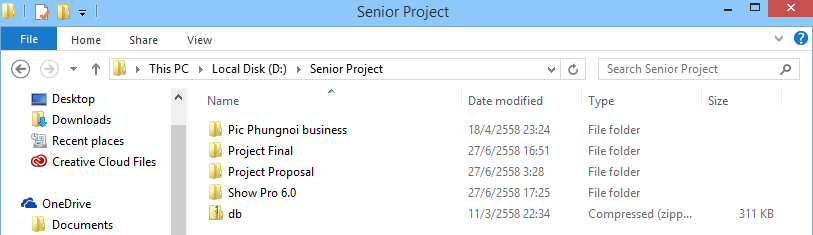 Senior Project
File Home Share View
This PC Local Disk (D:) Senior Project Search Senior Project
Desktop
Downloads
Recent places
Creative Cloud Files
OneDrive
Documents
Name Date modified Type Size
Pic Phungnoi business 18/4/2558 23:24 File folder
Project Final 27/6/2558 16:51 File folder
Project Proposal 27/6/2558 3:28 File folder
Show Pro 6.0 27/6/2558 17:25 File folder
db 11/3/2558 22:34 Compressed (zipp... 311 KB